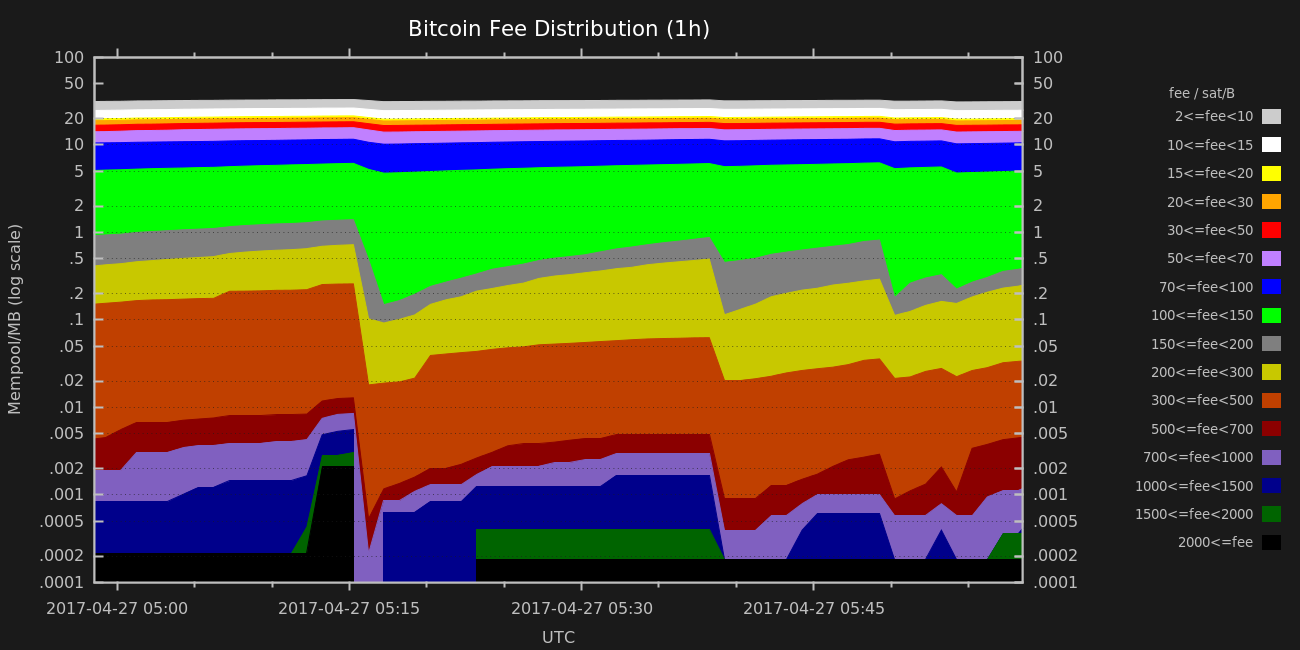 Bitcoin Fee Distribution (1h)
Mempool/MB (log scale)
100
50
20
10
5
2
1
.5
.2
.1
.05
.02
.01
.005
.002
.001
.0005
.0002
.0001
100
50
20
10
5
2
1
.5
.2
.1
.05
.02
.01
.005
.002
.001
.0005
.0002
.0001
2017-04-27 05:00 2017-04-27 05:15 2017-04-27 05:30 2017-04-27 05:45
UTC
fee / sat/B
2<=fee<10
10<=fee<15
15<=fee<20
20<=fee<30
30<=fee<50
50<=fee<70
70<=fee<100
100<=fee<150
150<=fee<200
200<=fee<300
300<=fee<500
500<=fee<700
700<=fee<1000
1000<=fee<1500
1500<=fee<2000
2000<=fee